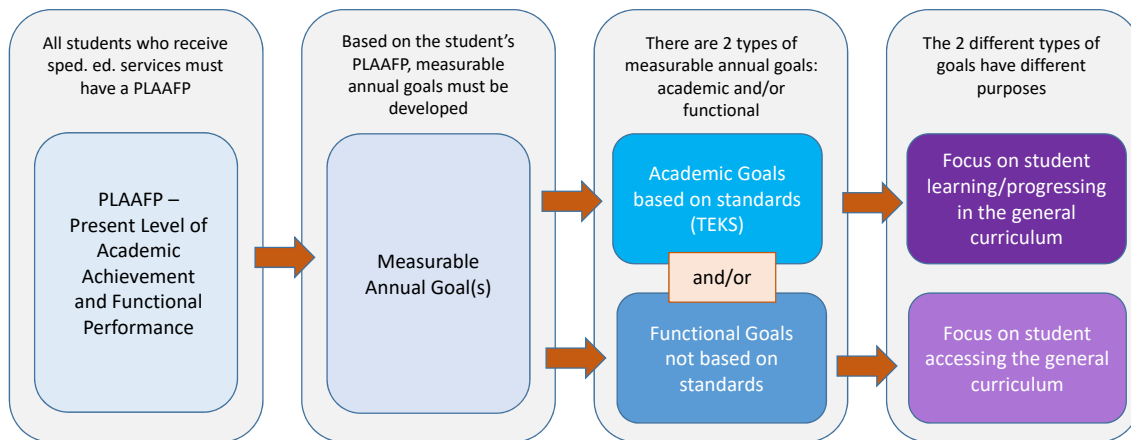 All students who receive
sped. ed. services must
have a PLAAFP
PLAAFP –
Present Level of
Academic
Achievement
and Functional
Performance
Based on the student's
PLAAFP, measurable
annual goals must be
developed
Measurable
Annual Goal(s)
There are 2 types of
measurable annual goals:
academic and/or
functional
Academic Goals
based on standards
(TEKS)
and/or
Functional Goals
not based on
standards
The 2 different types of
goals have different
purposes
Focus on student
learning/progressing
in the general
curriculum
Focus on student
accessing the general
curriculum